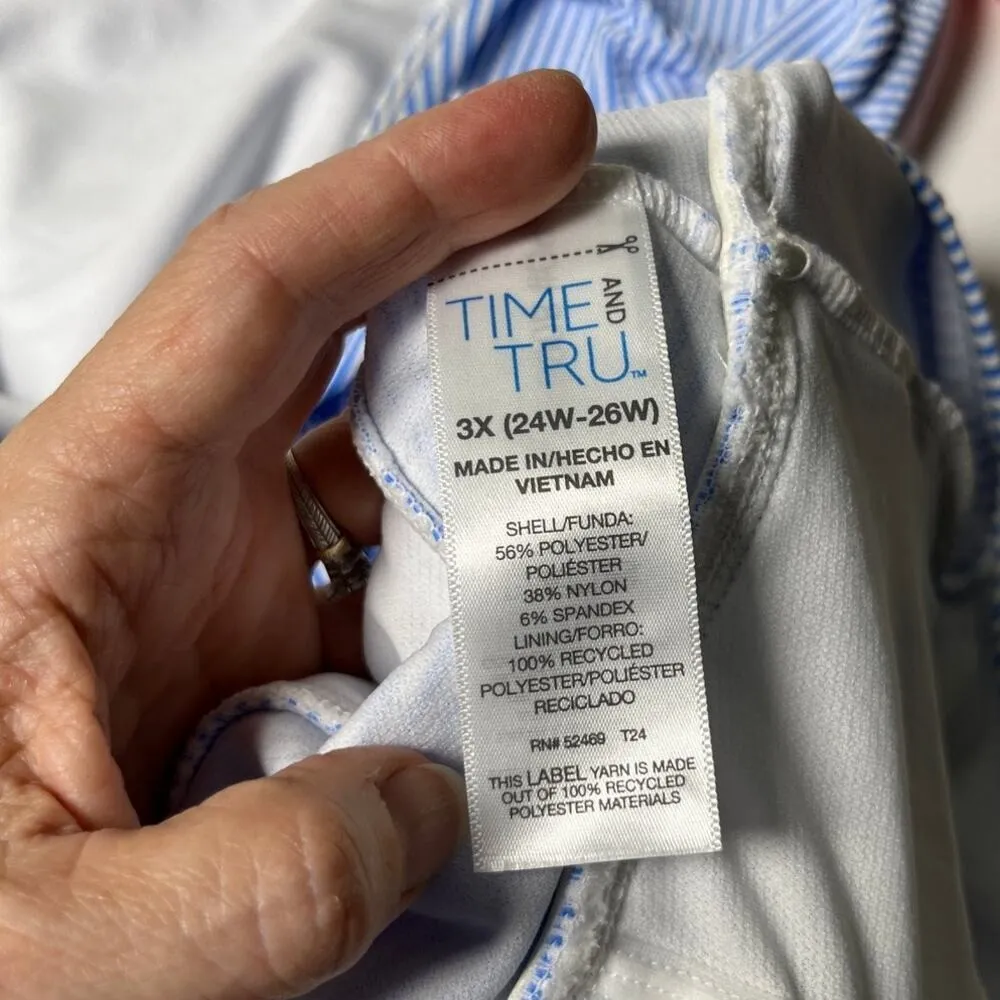 TIME AND
TRU™
3X (24W-26W)
MADE IN/HECHO EN
VIETNAM
SHELL/FUNDA:
56% POLYESTER/
POLIÉSTER
38% NYLON
6% SPANDEX
LINING/FORRO:
100% RECYCLED
POLYESTER/POLIÉSTER
RECICLADO
RN# 52469 T24
THIS LABEL YARN IS MADE
OUT OF 100% RECYCLED
POLYESTER MATERIALS